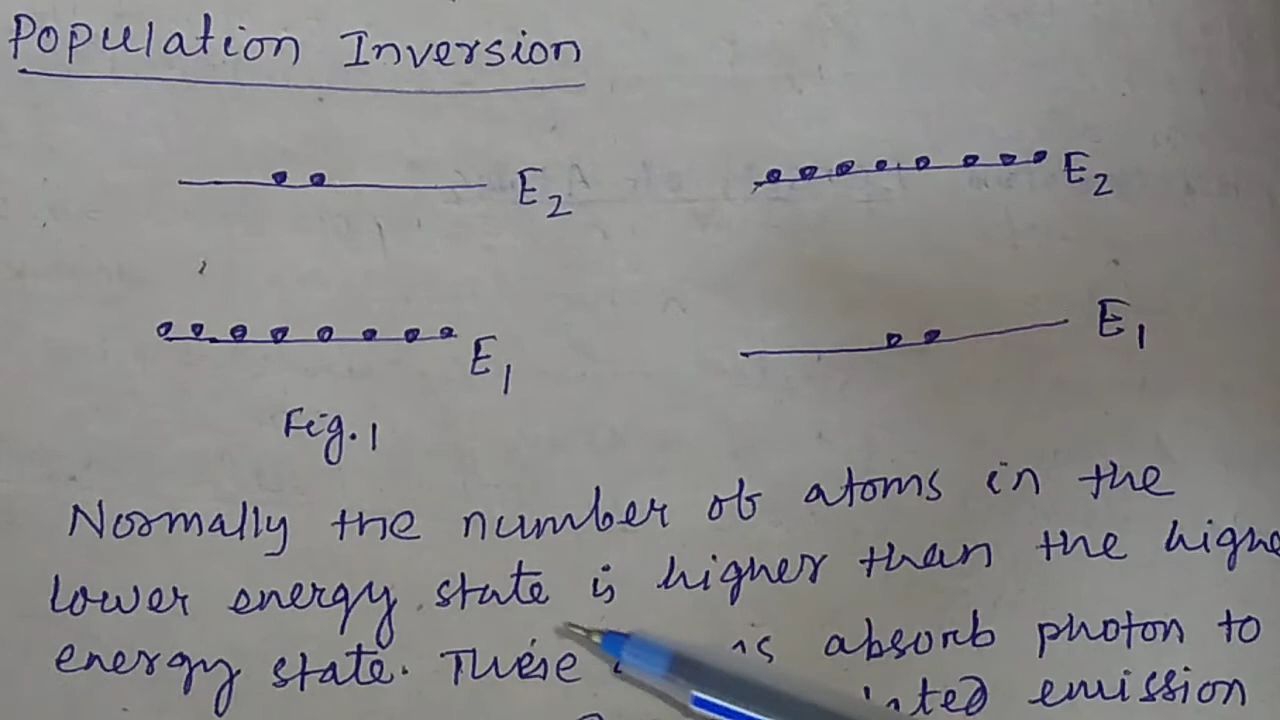 Population Inversion
E2
E2
E1
E1
Fig.1
Normally the number of atoms in the
lower energy state is higher than the
energy state. These absorb photon to
emission